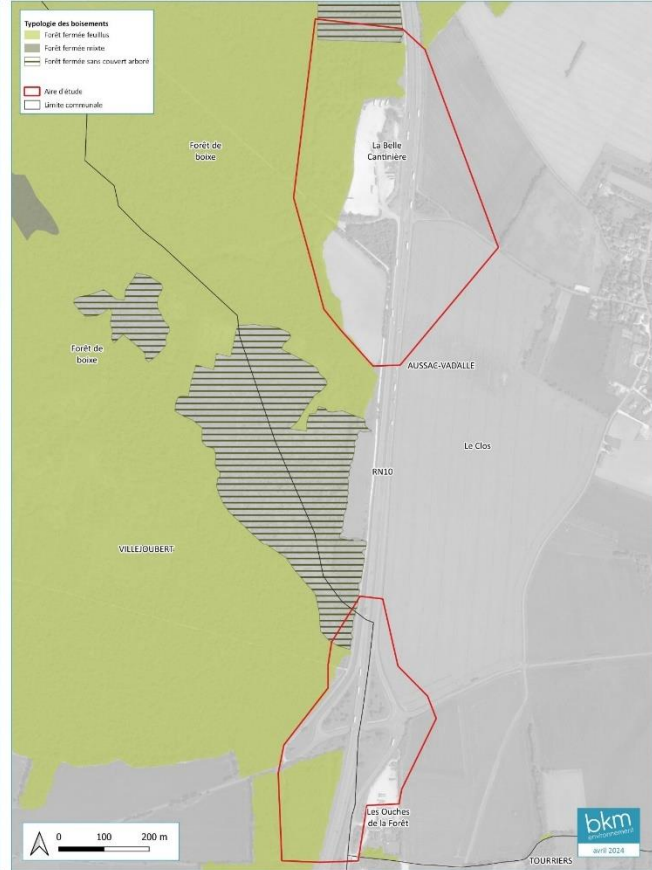 Typologie des boisements
Forêt fermée feuillus
Forêt fermée mixte
Forêt fermée sans couvert arboré
Aire d'étude
Limite communale
Forêt de
boixe
La Belle
Cantinière
Forêt de
boixe
AUSSAC-VADALLE
Le Clos
RN10
VILLEJOUBERT
Les Ouches
de la Forêt
TOURRIERS
0 100 200 m
bkm
environnement
avril 2024